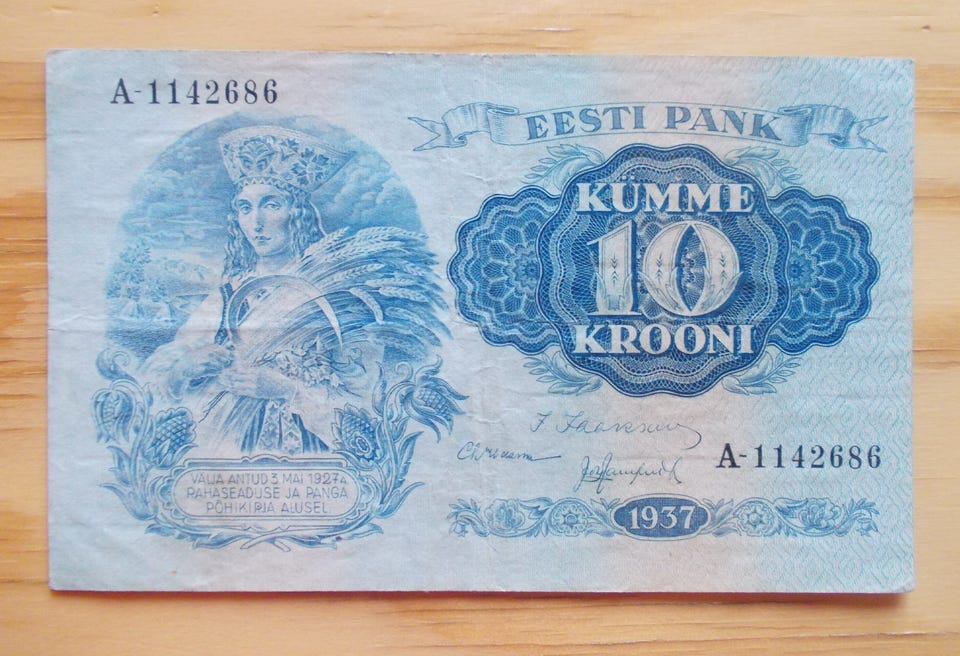 A-1142686
EESTI PANK
KÜMME
10
KROONI
A-1142686
VÄLJA ANTUD 3 MAI 1927 A
RAHASEADUSE JA PANGA
PÕHIKIRJA ALUSEL.
1937